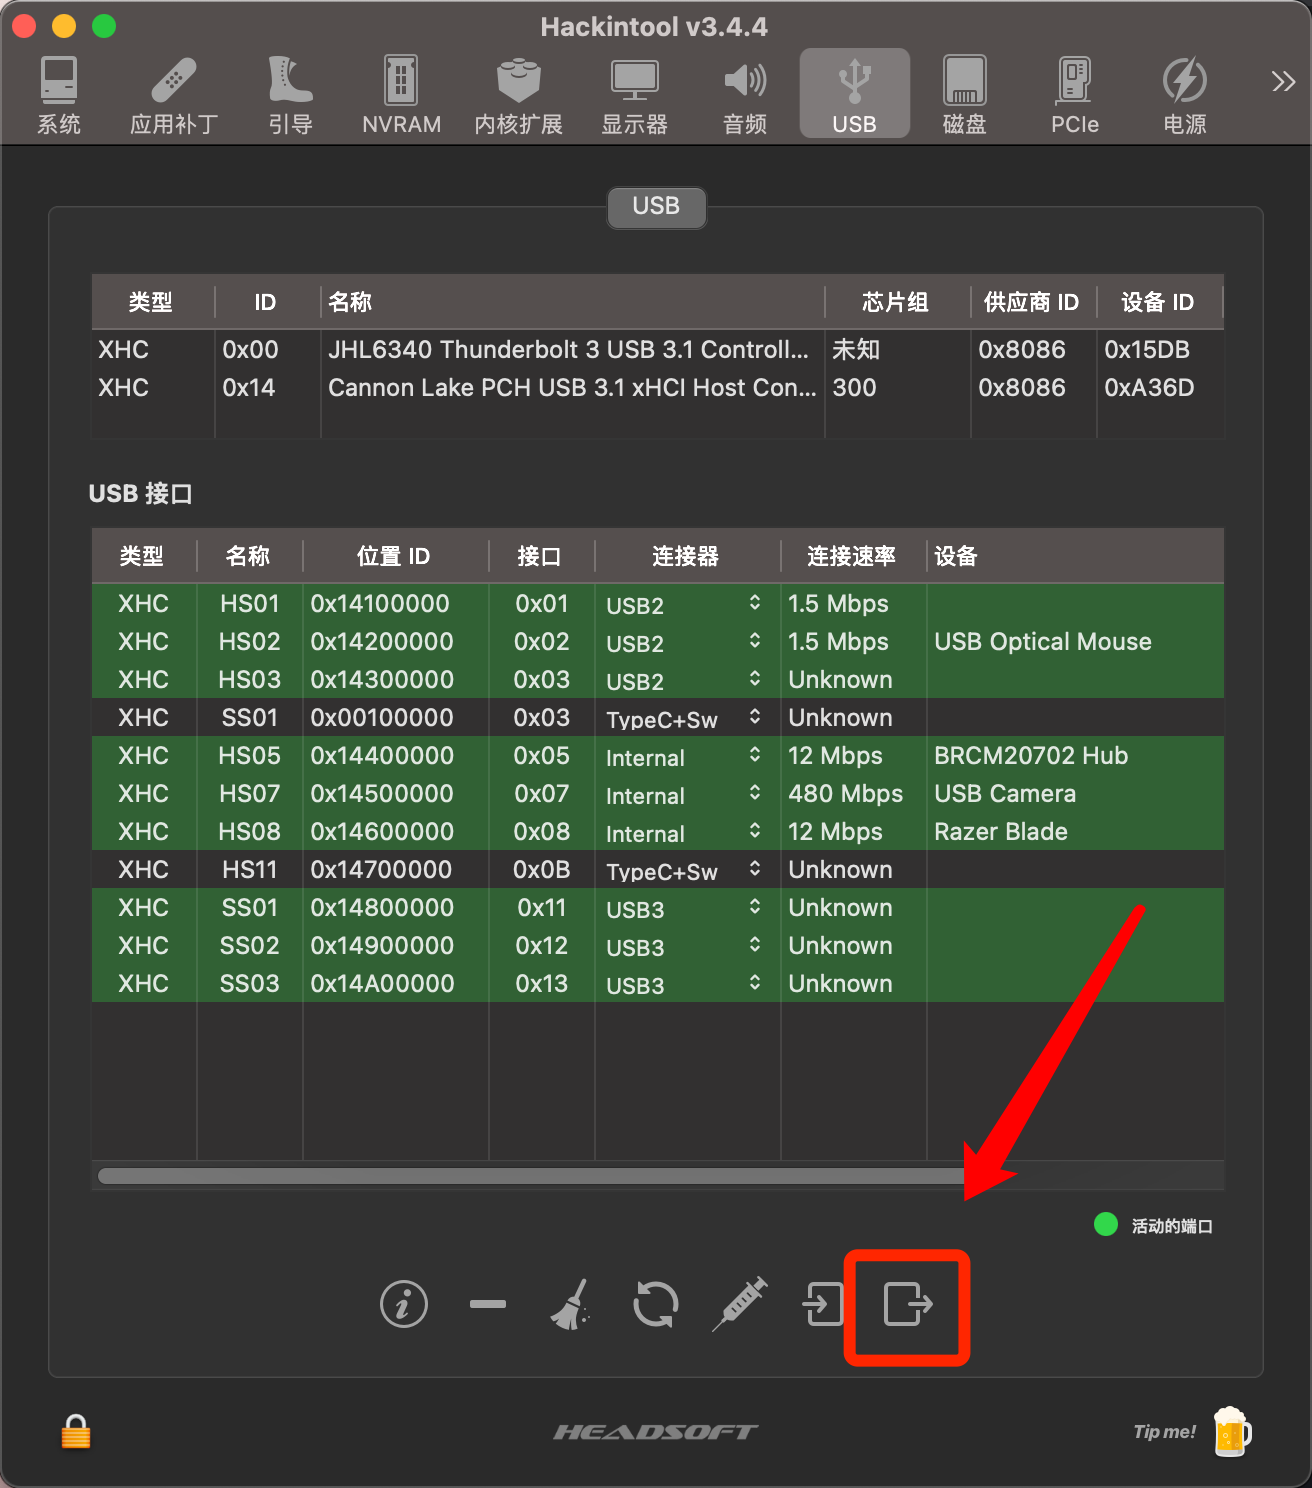 Hackintool v3.4.4
系统 应用补丁 引导 NVRAM 内核扩展 显示器 音频 USB 磁盘 PCIe 电源
USB
类型 ID 名称 芯片组 供应商 ID 设备 ID
XHC 0x00 JHL6340 Thunderbolt 3 USB 3.1 Controll... 未知 0x8086 0x15DB
XHC 0x14 Cannon Lake PCH USB 3.1 xHCI Host Con... 300 0x8086 0xA36D
USB 接口
类型 名称 位置 ID 接口 连接器 连接速率 设备
XHC HS01 0x14100000 0x01 USB2 1.5 Mbps
XHC HS02 0x14200000 0x02 USB2 1.5 Mbps USB Optical Mouse
XHC HS03 0x14300000 0x03 USB2 Unknown
XHC SS01 0x00100000 0x03 TypeC+Sw Unknown
XHC HS05 0x14400000 0x05 Internal 12 Mbps BRCM20702 Hub
XHC HS07 0x14500000 0x07 Internal 480 Mbps USB Camera
XHC HS08 0x14600000 0x08 Internal 12 Mbps Razer Blade
XHC HS11 0x14700000 0x0B TypeC+Sw Unknown
XHC SS01 0x14800000 0x11 USB3 Unknown
XHC SS02 0x14900000 0x12 USB3 Unknown
XHC SS03 0x14A00000 0x13 USB3 Unknown
活动的端口
HEADSOFT
Tip me!